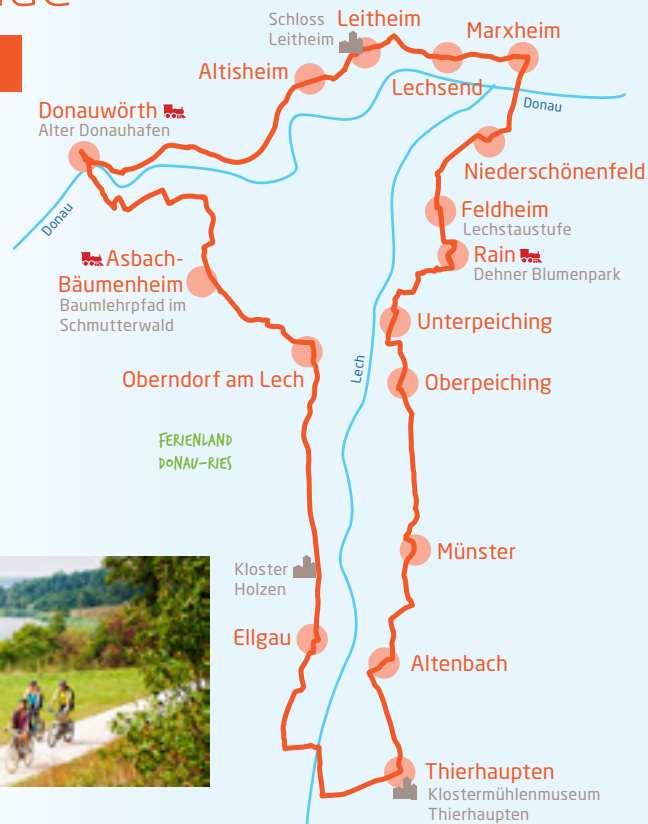 Schloss
Leitheim
Leitheim
Marxheim
Altisheim
Lechsend
Donau
Donauwörth
Alter Donauhafen
Niederschönenfeld
Donau
Feldheim
Lechstaustufe
Asbach-
Bäumenheim
Baumlehrpfad im
Schmutterwald
Rain
Dehner Blumenpark
Unterpeiching
Lech
Oberndorf am Lech
Oberpeiching
FERIENLAND
DONAU-RIES
Münster
Kloster
Holzen
Ellgau
Altenbach
Thierhaupten
Klostermühlenmuseum
Thierhaupten